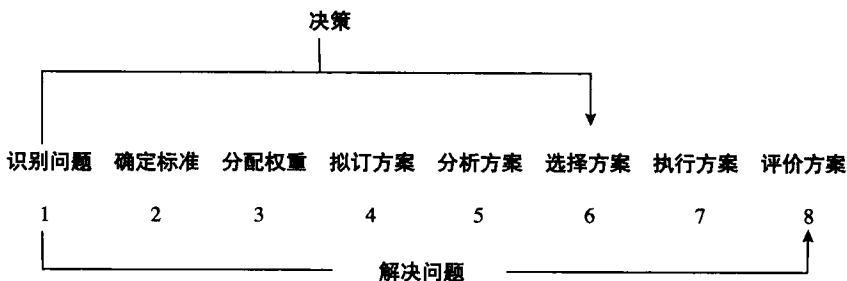 决策
识别问题 确定标准 分配权重 拟订方案 分析方案 选择方案 执行方案 评价方案
1 2 3 4 5 6 7 8
解决问题